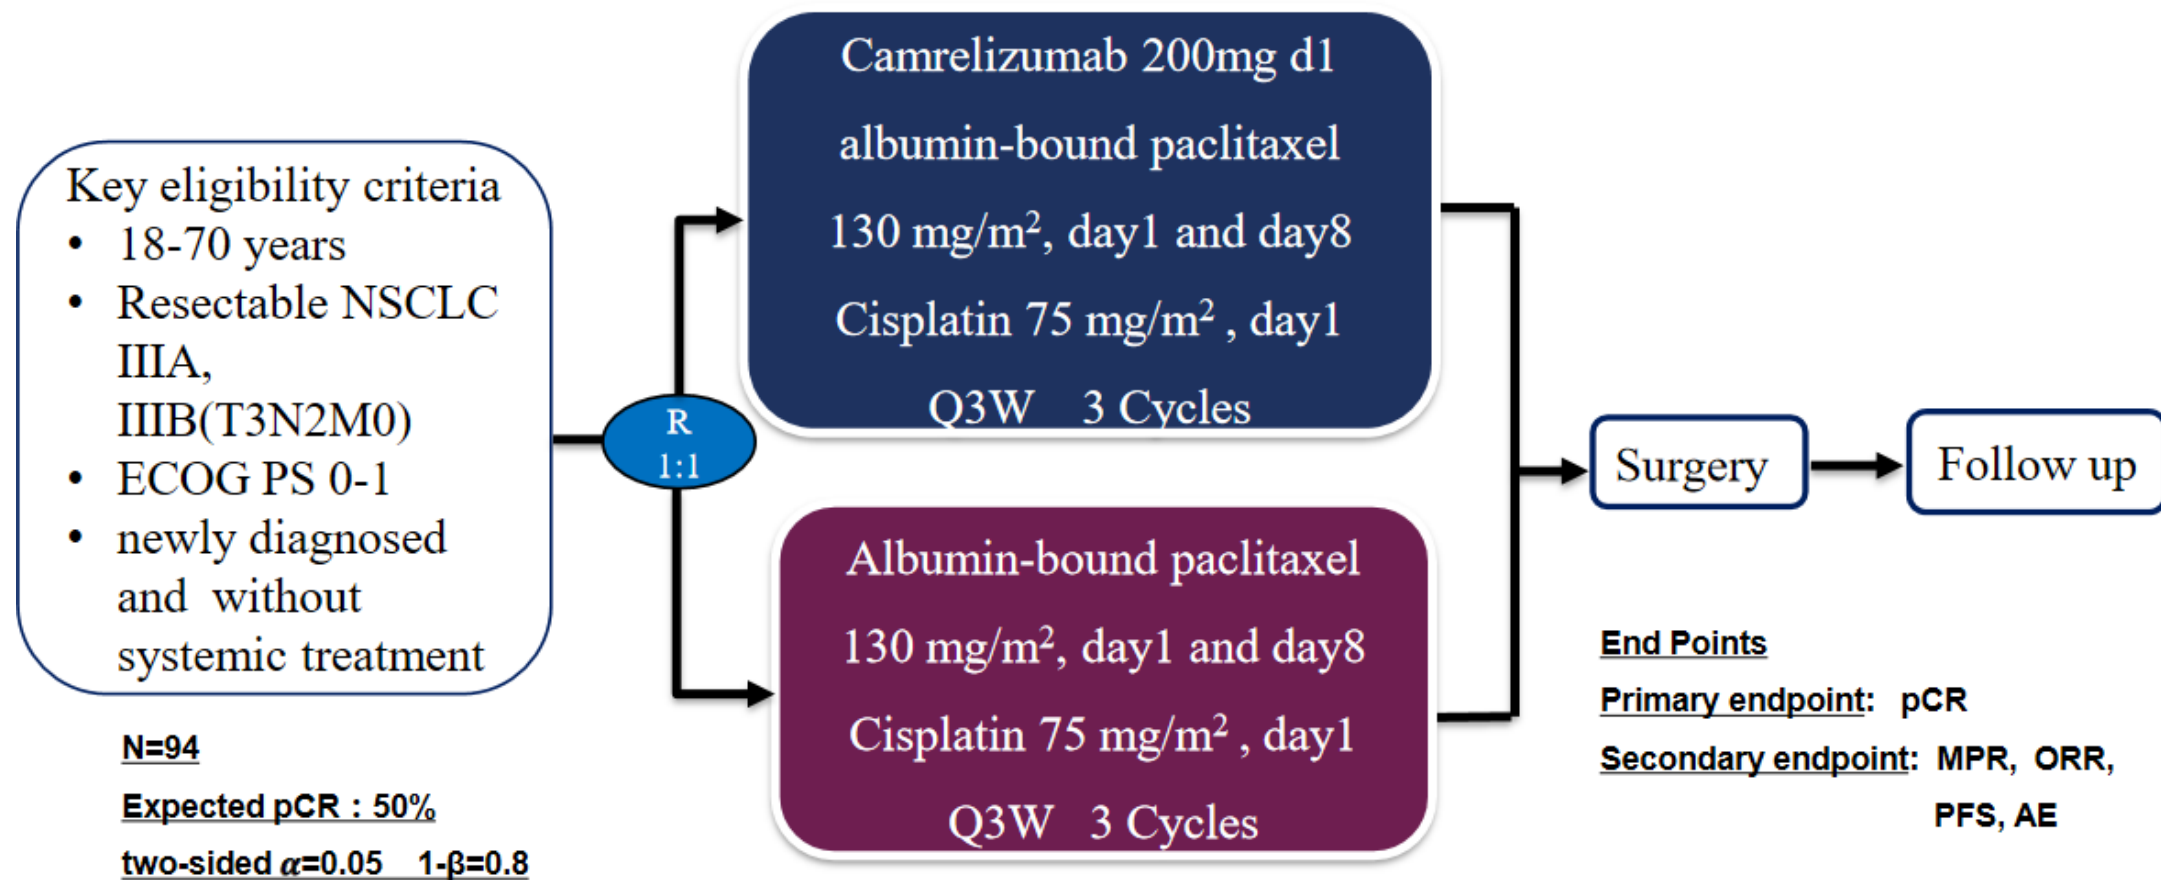 Key eligibility criteria
• 18-70 years
• Resectable NSCLC
IIIA,
IIIB(T3N2M0)
• ECOG PS 0-1
• newly diagnosed
and without
systemic treatment
N=94
Expected pCR : 50%
two-sided α=0.05 1-β=0.8
R
1:1
Camrelizumab 200mg d1
albumin-bound paclitaxel
130 mg/m², day1 and day8
Cisplatin 75 mg/m² , day1
Q3W 3 Cycles
Albumin-bound paclitaxel
130 mg/m², day1 and day8
Cisplatin 75 mg/m² , day1
Q3W 3 Cycles
Surgery
Follow up
End Points
Primary endpoint: pCR
Secondary endpoint: MPR, ORR,
PFS, AE